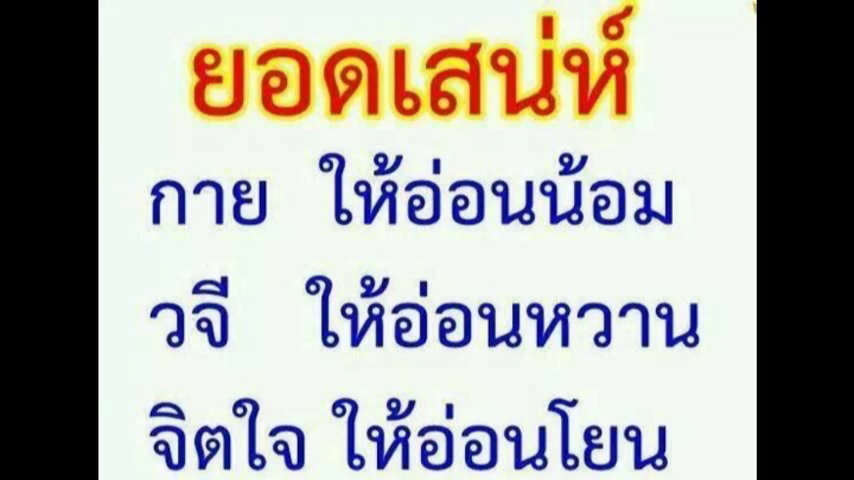 ยอดเสน่ห์
กาย ให้อ่อนน้อม
วจี ให้อ่อนหวาน
จิตใจ ให้อ่อนโยน